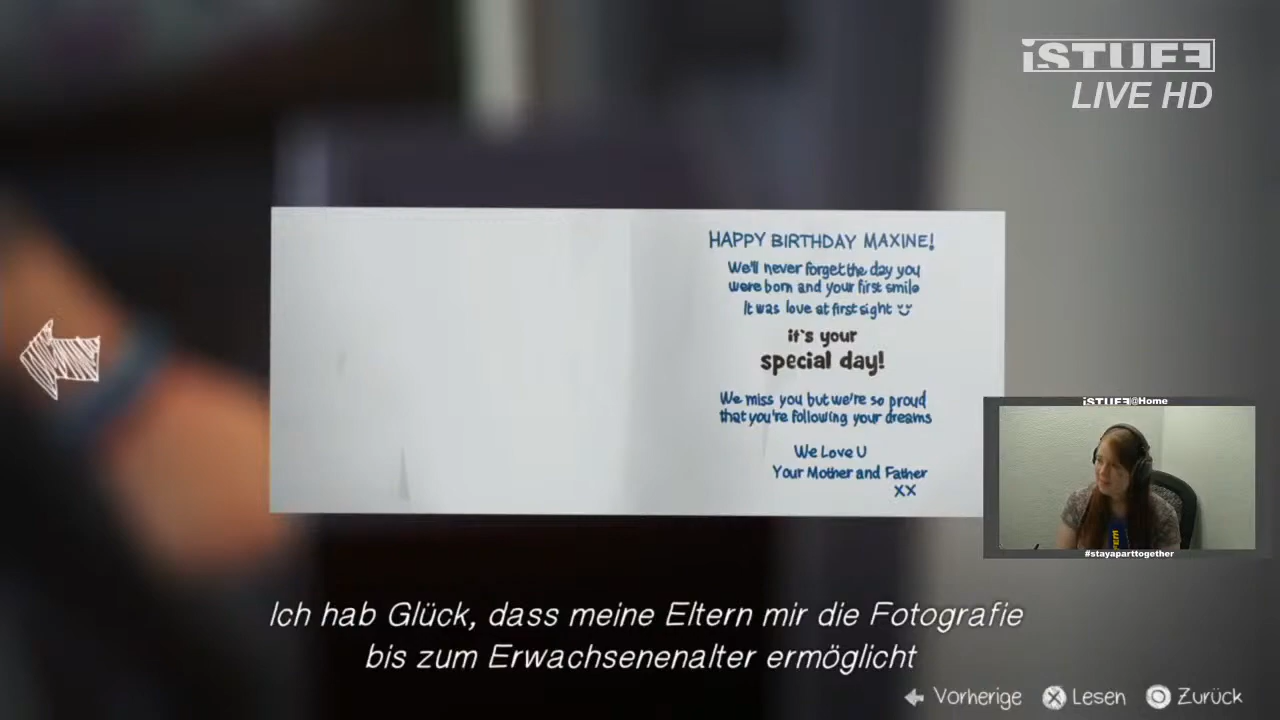 iSTUFF
LIVE HD
HAPPY BIRTHDAY MAXINE!
We'll never forget the day you
were born and your first smile
It was love at first sight
it's your
special day!
We miss you but we're so proud
that you're following your dreams
We Love U
Your Mother and Father
XX
iSTUFF@Home
#stayaparttogether
Ich hab Glück, dass meine Eltern mir die Fotografie
bis zum Erwachsenenalter ermöglicht
Vorherige
Lesen
Zurück